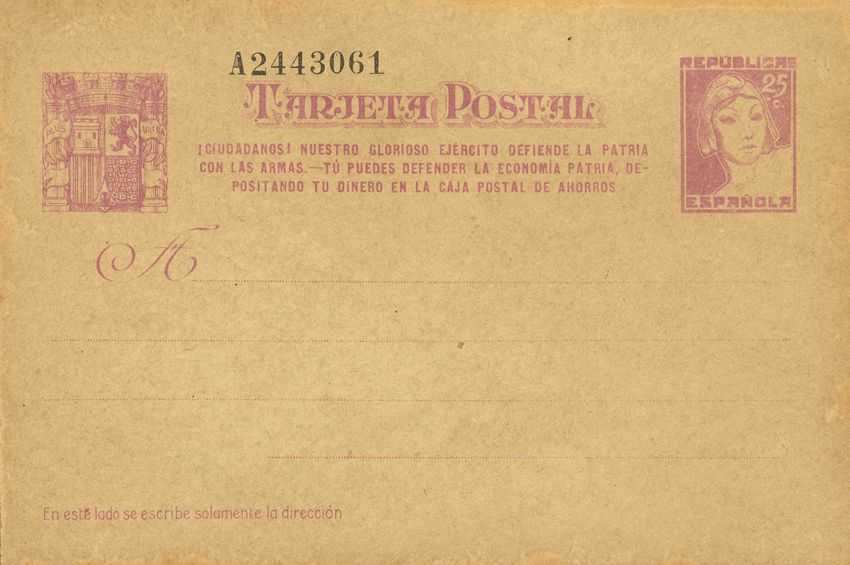 A2443061
TARJETA POSTAL
REPUBLICA
25 c
PLUS ULTRA
¡CIUDADANOS! NUESTRO GLORIOSO EJÉRCITO DEFIENDE LA PATRIA
CON LAS ARMAS.—TÚ PUEDES DEFENDER LA ECONOMÍA PATRIA, DE-
POSITANDO TU DINERO EN LA CAJA POSTAL DE AHORROS
ESPAÑOLA
A
En este lado se escribe solamente la dirección